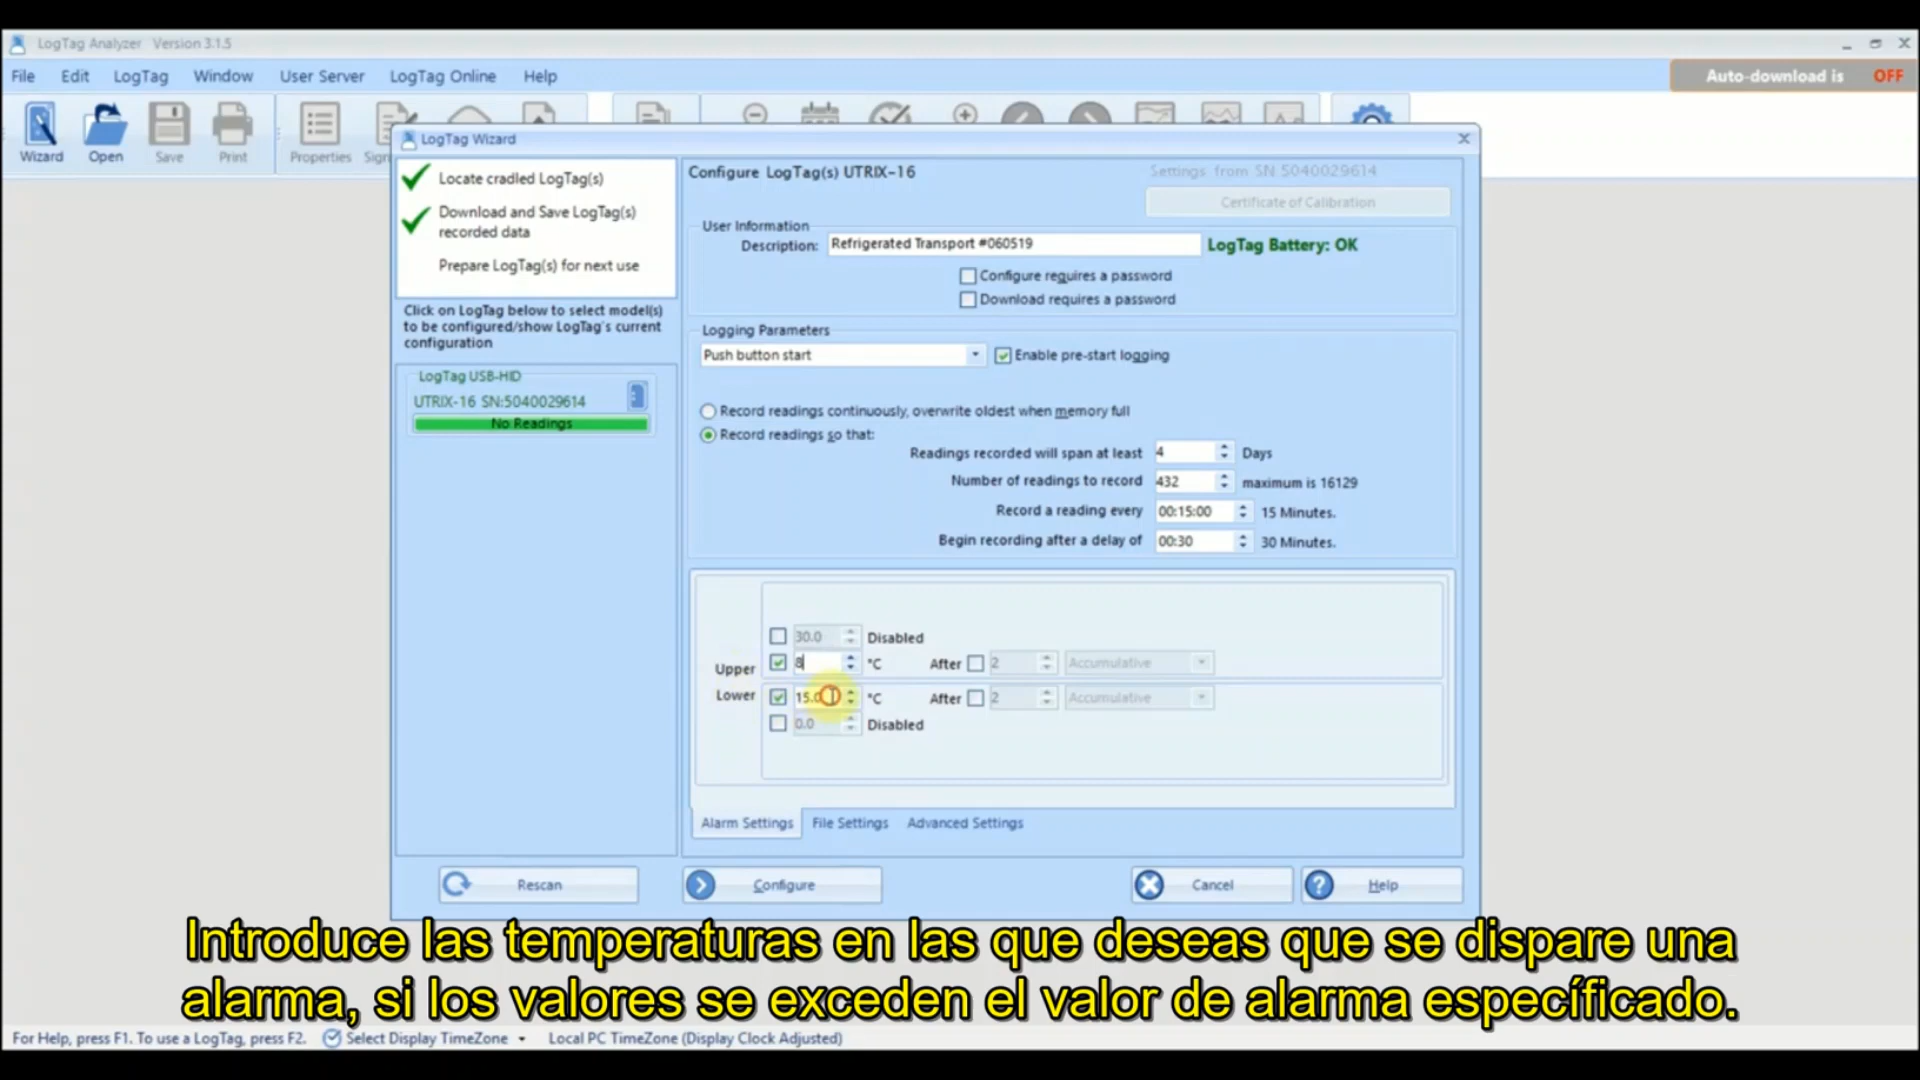 LogTag Analyzer Version 3.1.5
File Edit LogTag Window User Server LogTag Online Help
Auto-download is OFF
Wizard Open Save Print Properties Sign
LogTag Wizard
Locate cradled LogTag(s)
Download and Save LogTag(s)
recorded data
Prepare LogTag(s) for next use
Click on LogTag below to select model(s)
to be configured/show LogTag's current
configuration
LogTag USB-HID
UTRIX-16 SN:5040029614
No Readings
Configure LogTag(s) UTRIX-16
Settings from SN 5040029614
Certificate of Calibration
User Information
Description: Refrigerated Transport #060519 LogTag Battery: OK
Configure requires a password
Download requires a password
Logging Parameters
Push button start Enable pre-start logging
Record readings continuously, overwrite oldest when memory full
Record readings so that:
Readings recorded will span at least 4 Days
Number of readings to record 432 maximum is 16129
Record a reading every 00:15:00 15 Minutes.
Begin recording after a delay of 00:30 30 Minutes.
30.0 Disabled
Upper 8 °C After 2 Accumulative
Lower 15.0 °C After 2 Accumulative
0.0 Disabled
Alarm Settings File Settings Advanced Settings
Rescan Configure Cancel Help
Introduce las temperaturas en las que deseas que se dispare una
alarma, si los valores se exceden el valor de alarma específicado.
For Help, press F1. To use a LogTag, press F2. Select Display TimeZone Local PC TimeZone (Display Clock Adjusted)